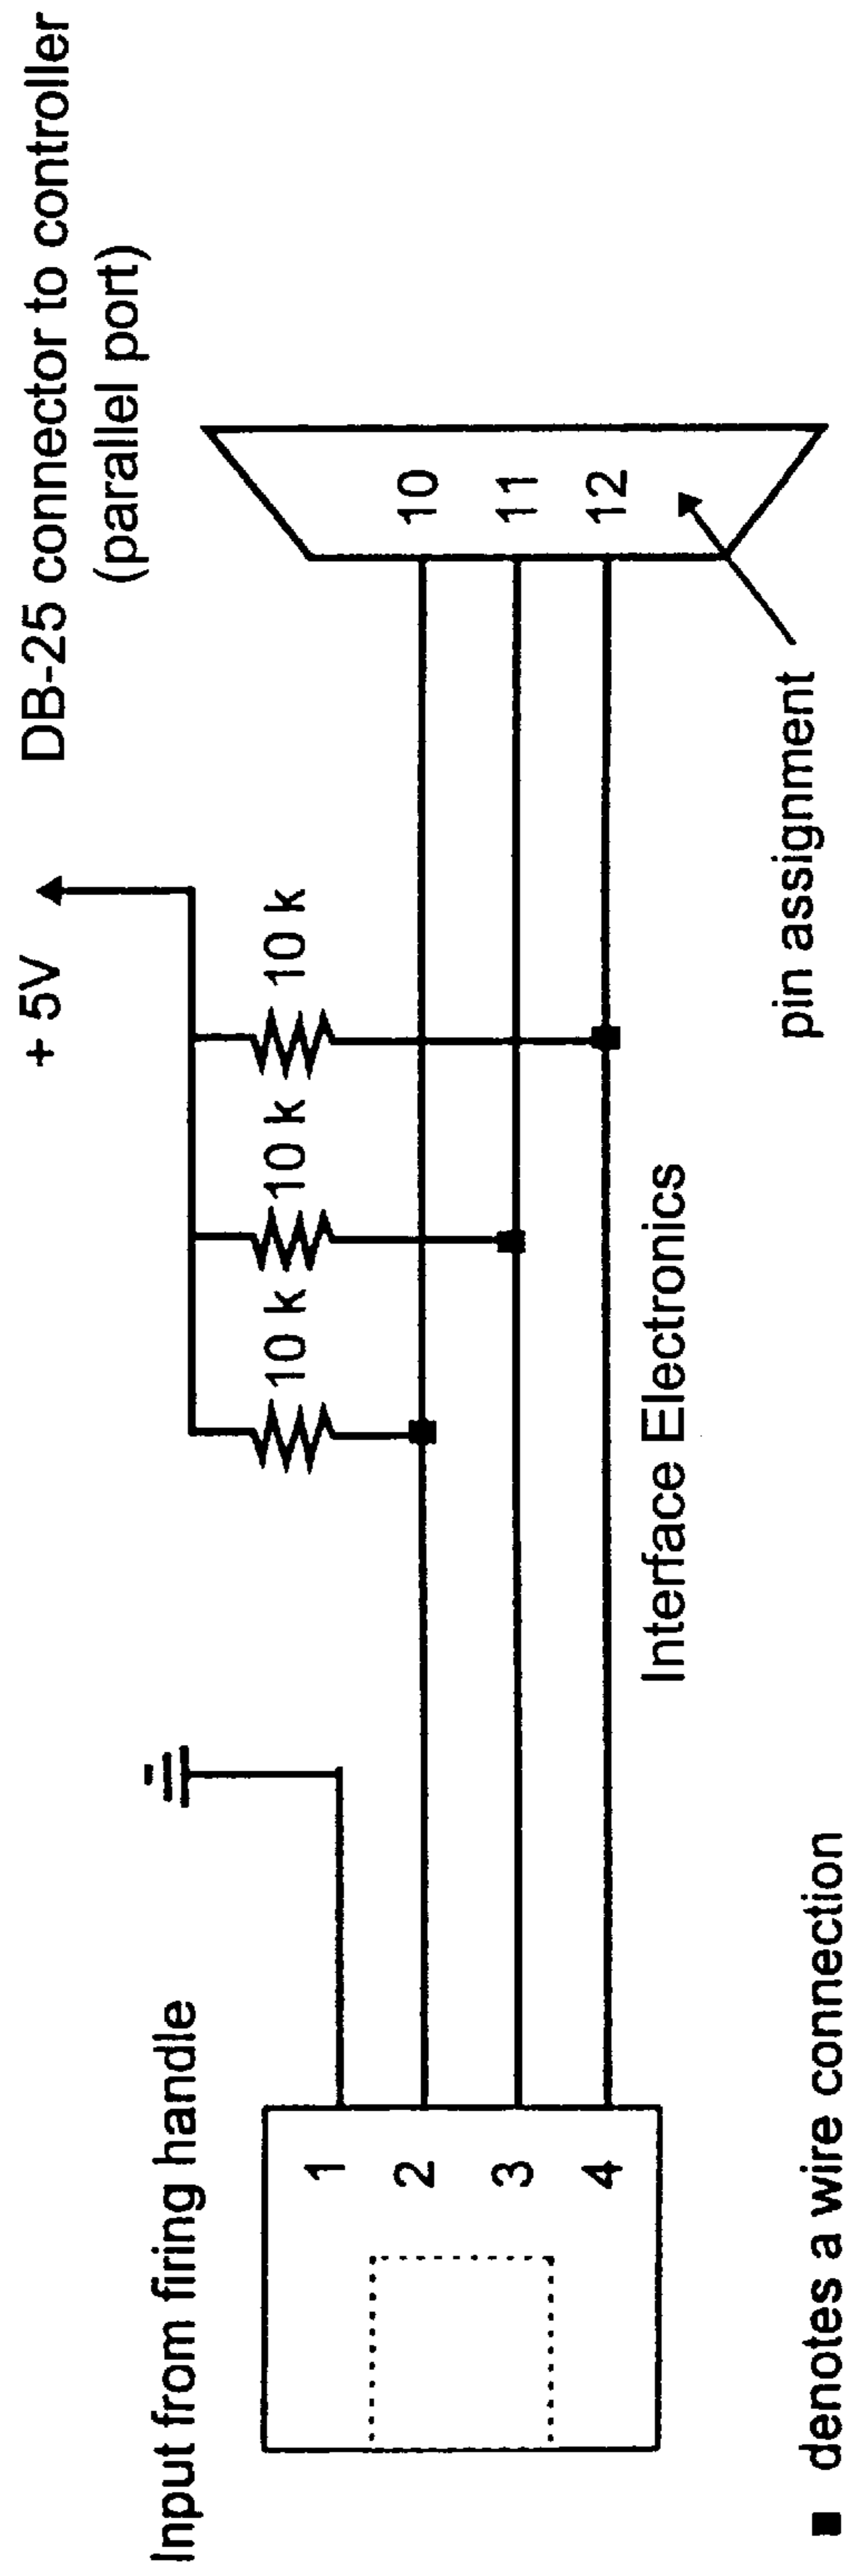 DB-25 connector to controller
(parallel port)
+ 5V
Input from firing handle
10 k
10 k
10 k
1
2
3
4
10
11
12
Interface Electronics
pin assignment
denotes a wire connection